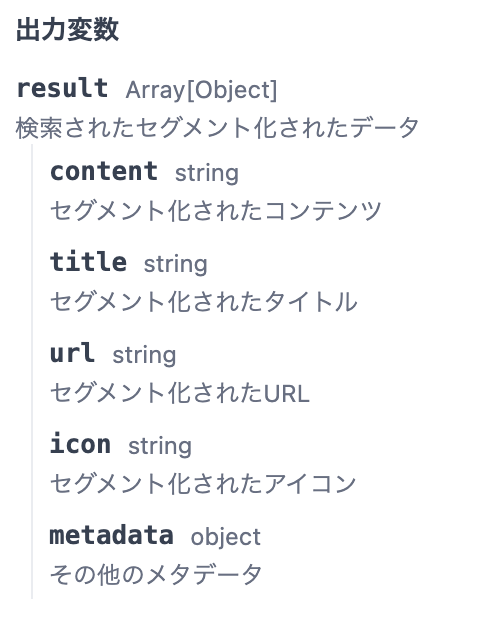 出力変数
result Array[Object]
検索されたセグメント化されたデータ
content string
セグメント化されたコンテンツ
title string
セグメント化されたタイトル
url string
セグメント化されたURL
icon string
セグメント化されたアイコン
metadata object
その他のメタデータ